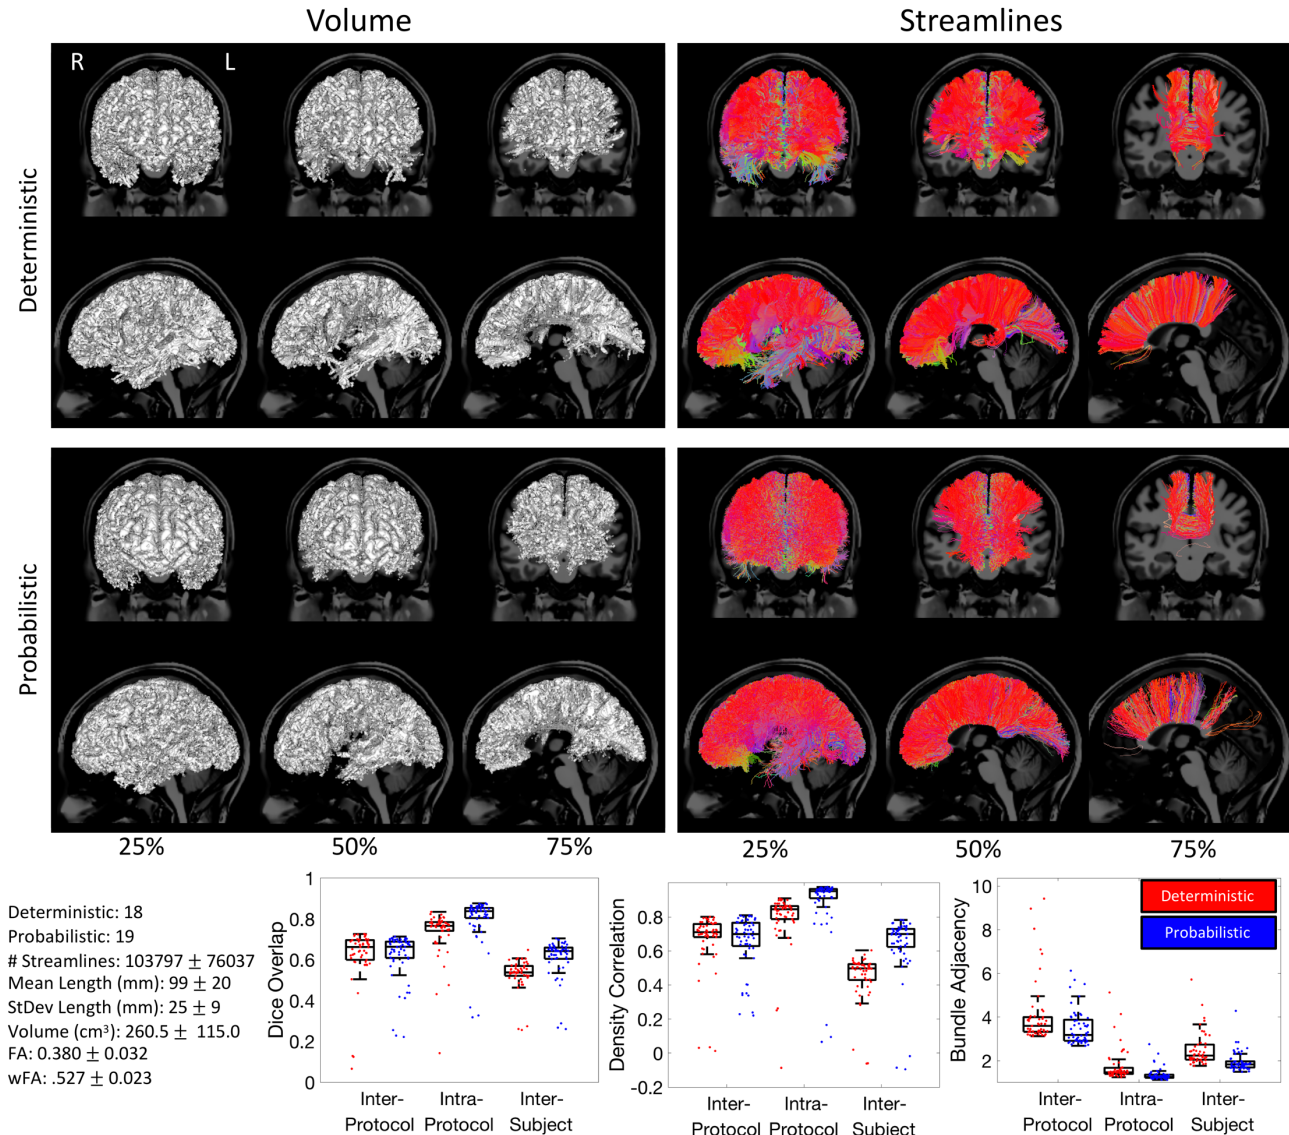 Volume
Streamlines
R
L
Deterministic
Probabilistic
25%
50%
75%
25%
50%
75%
Deterministic: 18
Probabilistic: 19
# Streamlines: 103797 ± 76037
Mean Length (mm): 99 ± 20
StDev Length (mm): 25 ± 9
Volume (cm³): 260.5 ± 115.0
FA: 0.380 ± 0.032
wFA: .527 ± 0.023
Dice Overlap
1
0.8
0.6
0.4
0.2
0
Inter-
Protocol
Intra-
Protocol
Inter-
Subject
Density Correlation
0.8
0.6
0.4
0.2
0
-0.2
Inter-
Protocol
Intra-
Protocol
Inter-
Subject
Bundle Adjacency
10
8
6
4
2
Deterministic
Probabilistic
Inter-
Protocol
Intra-
Protocol
Inter-
Subject